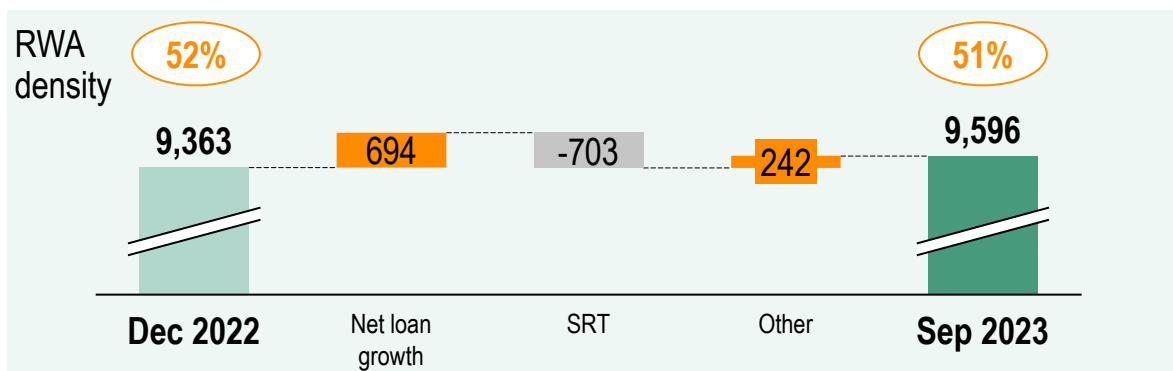 RWA
density
52%
51%
9,363
694
-703
242
9,596
Dec 2022
Net loan
growth
SRT
Other
Sep 2023